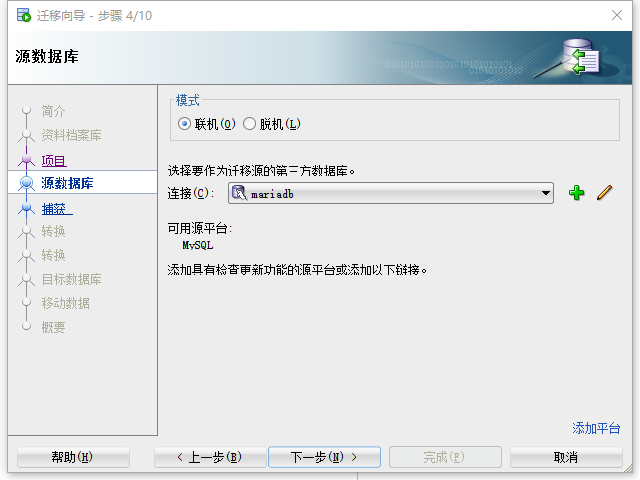 迁移向导 - 步骤 4/10
源数据库
简介
资料档案库
项目
源数据库
捕获
转换
转换
目标数据库
移动数据
概要
模式
联机(O) 脱机(L)
选择要作为迁移源的第三方数据库。
连接(C): mariadb
可用源平台:
MySQL
添加具有检查更新功能的源平台或添加以下链接。
添加平台
帮助(H) < 上一步(B) 下一步(N) > 完成(F) 取消